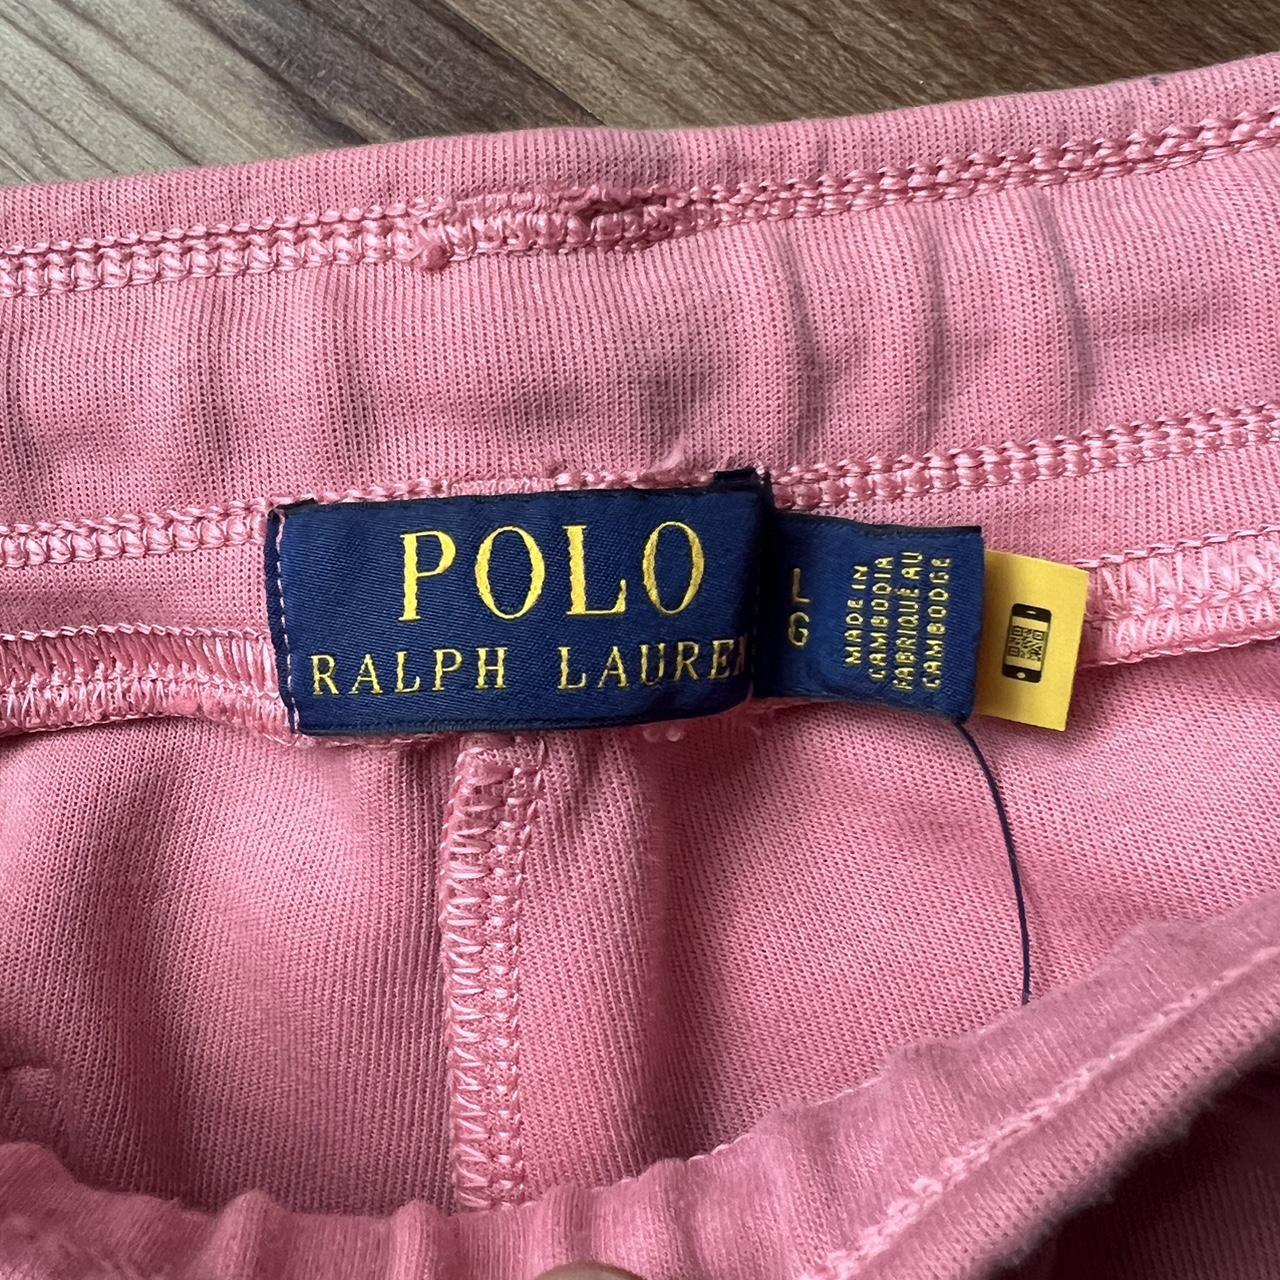 POLO
RALPH LAUREN
L
G
MADE IN
CAMBODIA
FABRIQUÉ AU
CAMBODGE